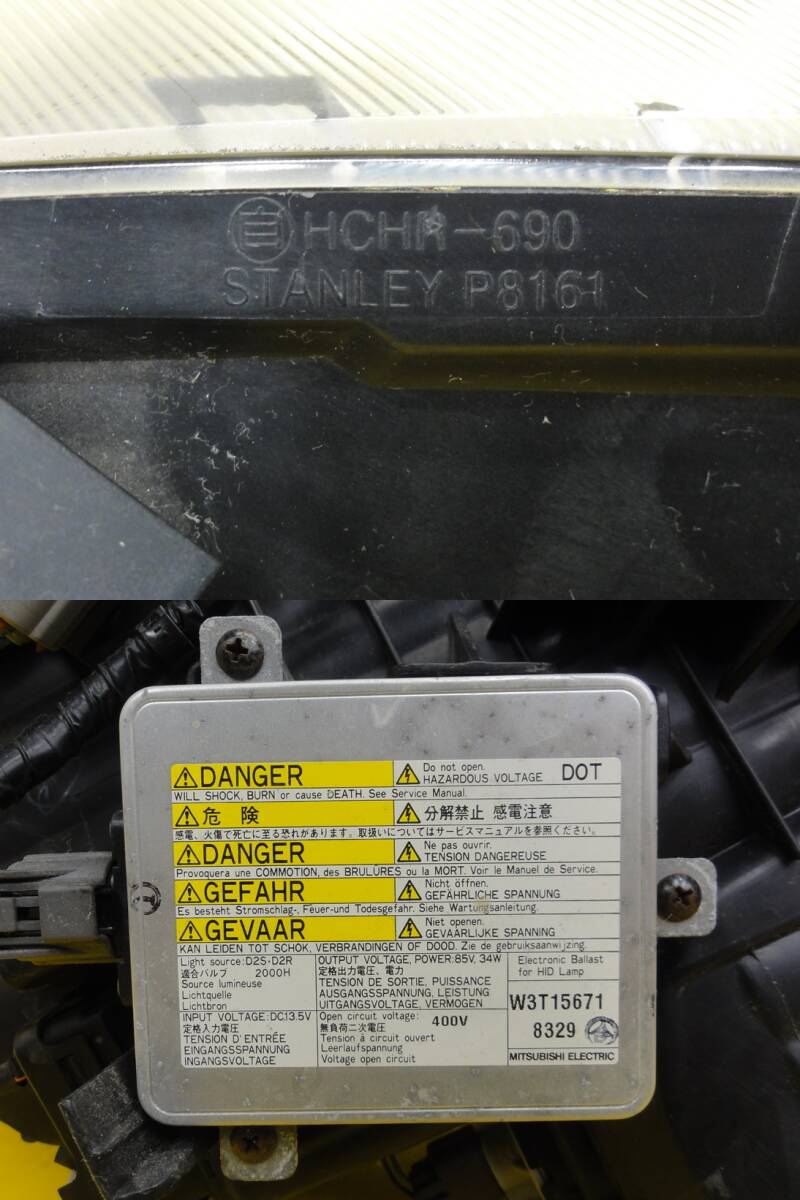 自 HCHR-690
STANLEY P8161
DANGER
Do not open.
HAZARDOUS VOLTAGE
DOT
WILL SHOCK, BURN or cause DEATH. See Service Manual.
危 険
分解禁止 感電注意
感電、火傷で死亡に至る恐れがあります。取扱いについてはサービスマニュアルを参照ください。
DANGER
Ne pas ouvrir.
TENSION DANGEREUSE
Provoquera une COMMOTION, des BRULÛRES ou la MORT. Voir le Manuel de Service.
GEFAHR
Nicht öffnen.
GEFÄHRLICHE SPANNUNG
Es besteht Stromschlag-, Feuer-und Todesgefahr. Siehe Wartungsanleitung.
GEVAAR
Niet openen.
GEVAARLIJKE SPANNING
KAN LEIDEN TOT SCHOK, VERBRANDINGEN OF DOOD. Zie de gebruiksaanwijzing.
Light source:D2S-D2R
適合バルブ 2000H
Source lumineuse
Lichtquelle
Lichtbron
OUTPUT VOLTAGE, POWER:85V, 34W
定格出力電圧、電力
TENSION DE SORTIE, PUISSANCE
AUSGANGSSPANNUNG, LEISTUNG
UITGANGSVOLTAGE, VERMOGEN
Electronic Ballast
for HID Lamp
INPUT VOLTAGE:DC13.5V
定格入力電圧
TENSION D'ENTRÉE
EINGANGSSPANNUNG
INGANGSVOLTAGE
Open circuit voltage:
400V
無負荷二次電圧
Tension à circuit ouvert
Leerlaufspannung
Voltage open circuit
W3T15671
8329
MITSUBISHI ELECTRIC